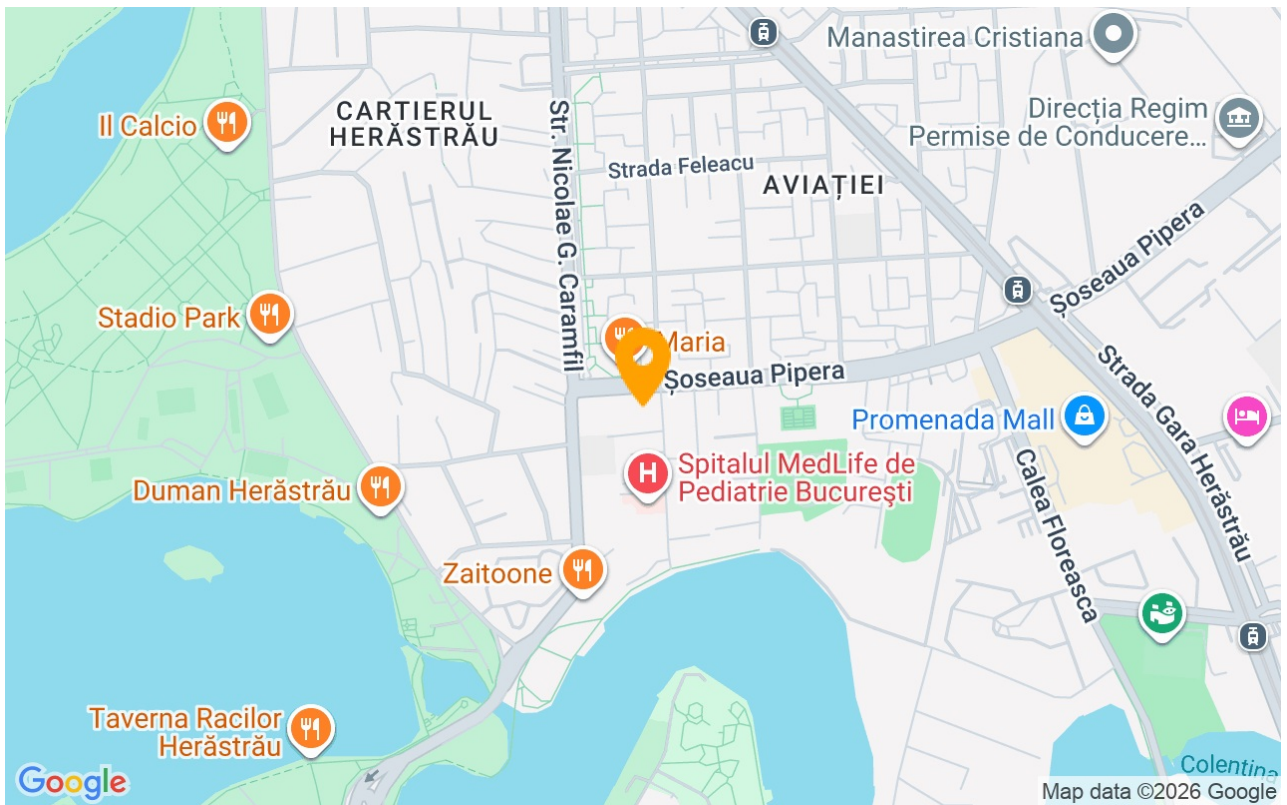 Manastirea Cristiana
Il Calcio
CARTIERUL
HERĂSTRĂU
Direcția Regim
Permise de Conducere...
Str. Nicolae G. Caramfil
Strada Feleacu
AVIAȚIEI
Șoseaua Pipera
Stadio Park
Maria
Șoseaua Pipera
Strada Gara Herăstrău
Promenada Mall
Spitalul MedLife de
Pediatrie București
Calea Floreasca
Duman Herăstrău
Zaitoone
Taverna Racilor
Herăstrău
Colentina
Google
Map data ©2026 Google